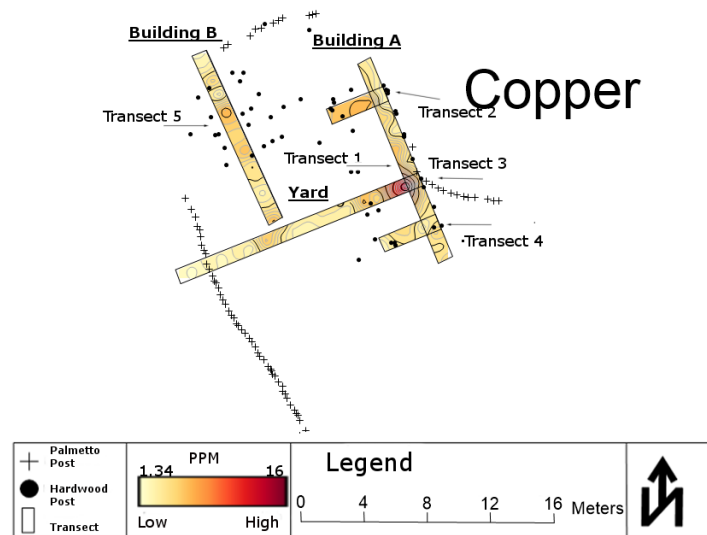 Building B
Building A
Copper
Transect 5
Transect 2
Transect 1
Transect 3
Yard
Transect 4
Palmetto
Post
Hardwood
Post
Transect
PPM
1.34
16
Low
High
Legend
0
4
8
12
16
Meters
N